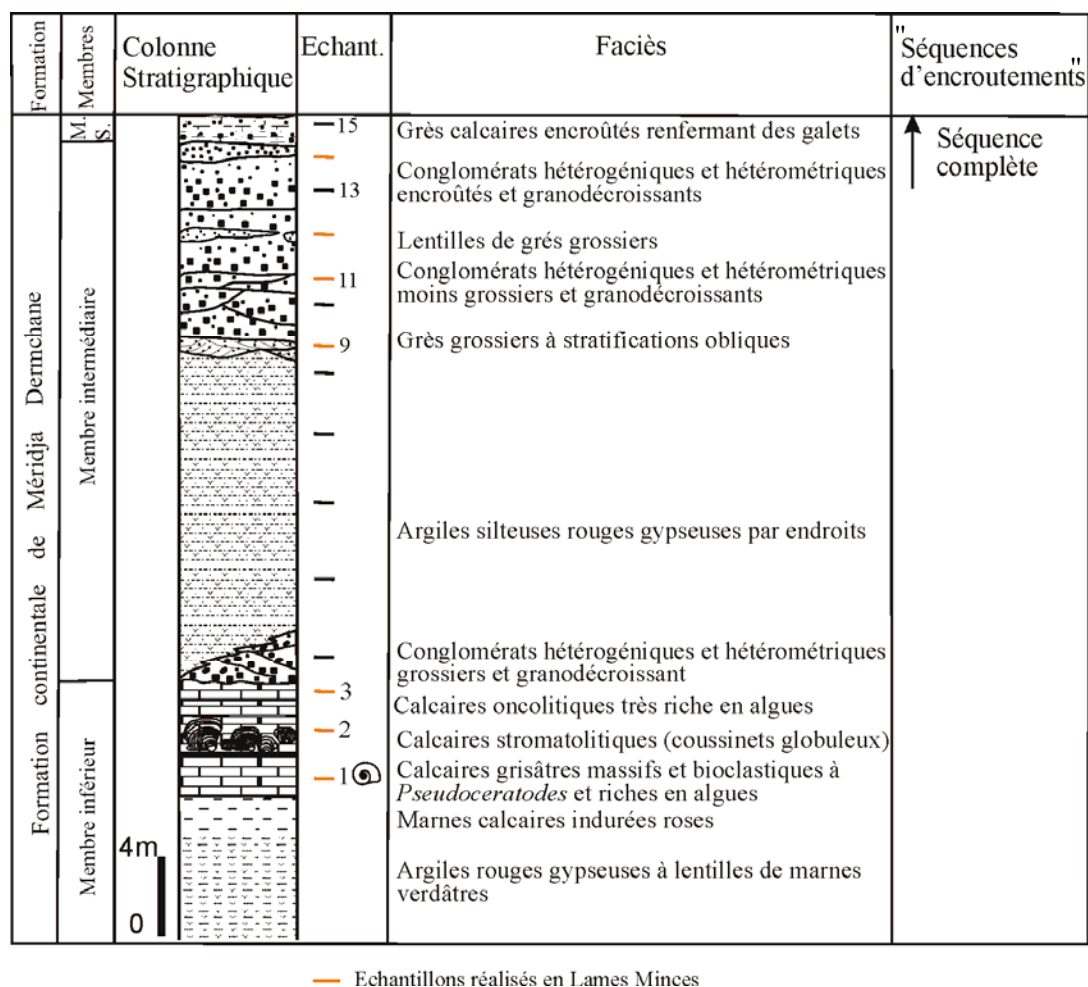 Formation
Membres
Colonne
Stratigraphique
Echant.
Faciès
"Séquences
d'encroutements"
Formation continentale de Méridja Dermchane
M.
S.
Membre intermédiaire
Membre inférieur
15
13
11
9
3
2
1
4m
0
Grès calcaires encroûtés renfermant des galets
Conglomérats hétérogéniques et hétérométriques
encroûtés et granodécroissants
Lentilles de grés grossiers
Conglomérats hétérogéniques et hétérométriques
moins grossiers et granodécroissants
Grès grossiers à stratifications obliques
Argiles silteuses rouges gypseuses par endroits
Conglomérats hétérogéniques et hétérométriques
grossiers et granodécroissant
Calcaires oncolitiques très riche en algues
Calcaires stromatolitiques (coussinets globuleux)
Calcaires grisâtres massifs et bioclastiques à
Pseudoceratodes et riches en algues
Marnes calcaires indurées roses
Argiles rouges gypseuses à lentilles de marnes
verdâtres
Séquence
complète
Echantillons réalisés en Lames Minces